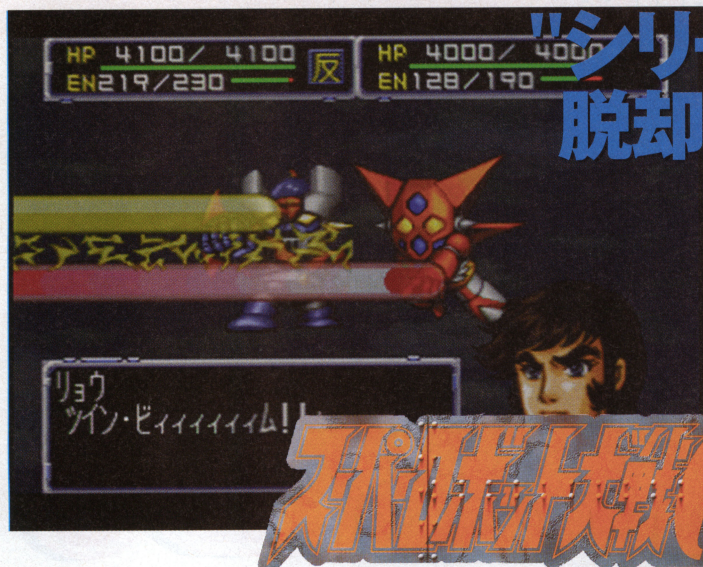 HP 4100/ 4100
EN219/230
反
HP 4000/ 4000
EN128/190
"シリー
脱却
リョウ
ツイン・ビィィィィィィム!!
スーパーロボット大戦